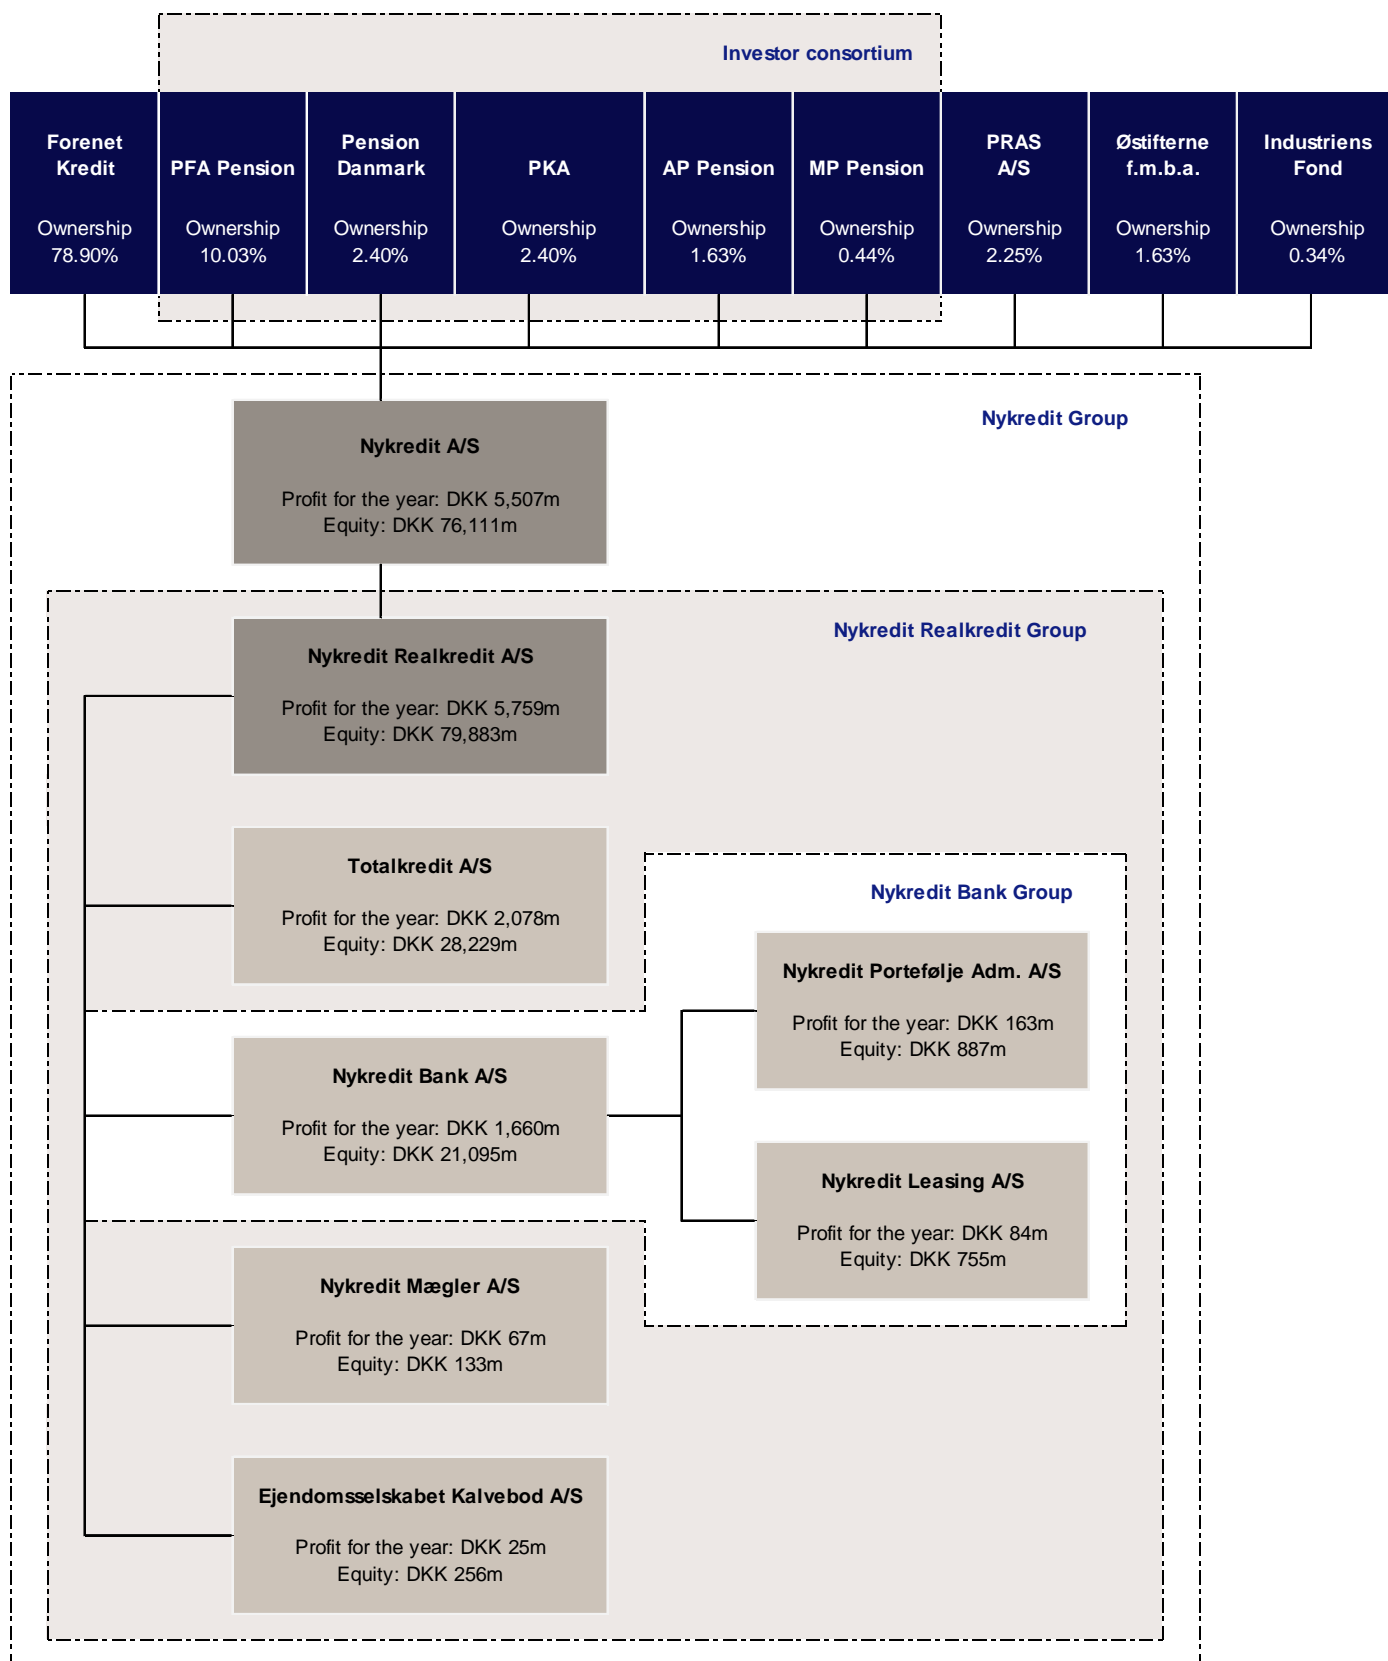 Investor consortium
Forenet
Kredit
Ownership
78.90%
PFA Pension
Ownership
10.03%
Pension
Danmark
Ownership
2.40%
PKA
Ownership
2.40%
AP Pension
Ownership
1.63%
MP Pension
Ownership
0.44%
PRAS
A/S
Ownership
2.25%
Østifterne
f.m.b.a.
Ownership
1.63%
Industriens
Fond
Ownership
0.34%
Nykredit Group
Nykredit A/S
Profit for the year: DKK 5,507m
Equity: DKK 76,111m
Nykredit Realkredit Group
Nykredit Realkredit A/S
Profit for the year: DKK 5,759m
Equity: DKK 79,883m
Totalkredit A/S
Profit for the year: DKK 2,078m
Equity: DKK 28,229m
Nykredit Bank Group
Nykredit Portefølje Adm. A/S
Profit for the year: DKK 163m
Equity: DKK 887m
Nykredit Bank A/S
Profit for the year: DKK 1,660m
Equity: DKK 21,095m
Nykredit Leasing A/S
Profit for the year: DKK 84m
Equity: DKK 755m
Nykredit Mægler A/S
Profit for the year: DKK 67m
Equity: DKK 133m
Ejendomsselskabet Kalvebod A/S
Profit for the year: DKK 25m
Equity: DKK 256m